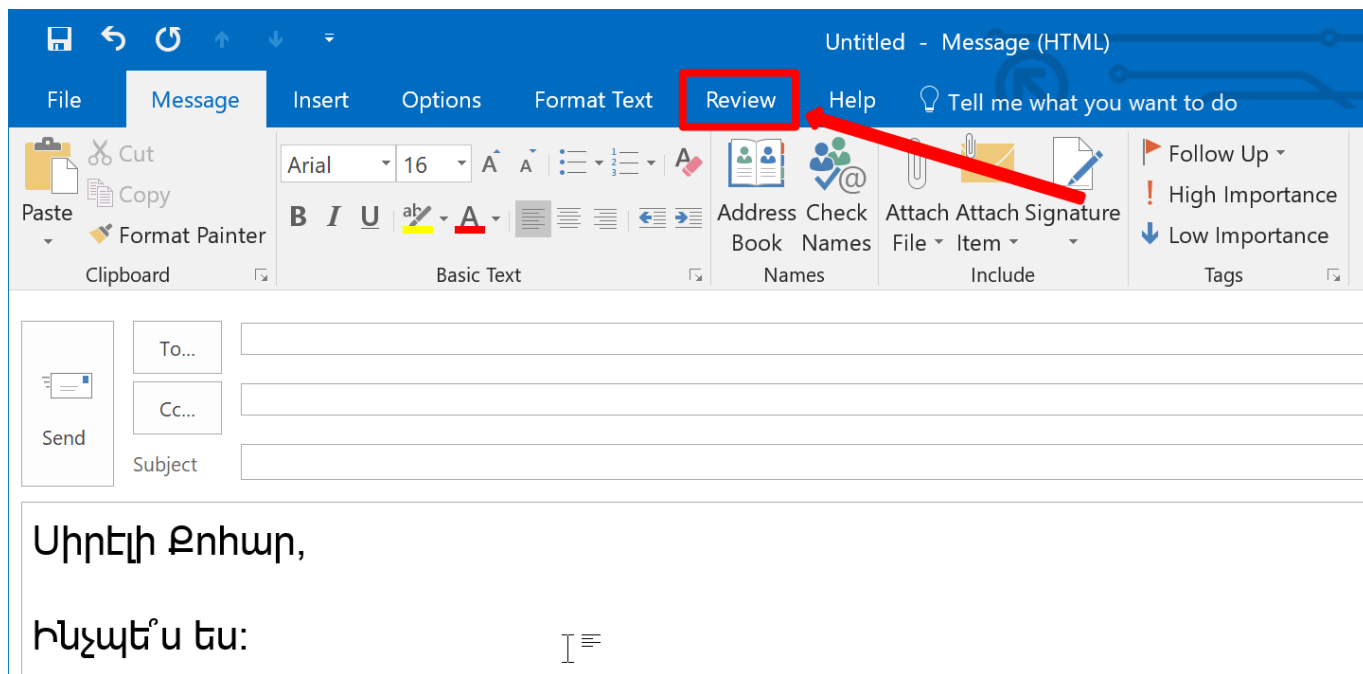 Untitled - Message (HTML)
File Message Insert Options Format Text Review Help Tell me what you want to do
Paste
Cut
Copy
Format Painter
Clipboard
Arial 16
B I U
Basic Text
Address Book
Check Names
Names
Attach File
Attach Item
Signature
Include
Follow Up
High Importance
Low Importance
Tags
Send
To...
Cc...
Subject
Սիրէլի Քոհար,
Ինչպե՞ս ես: